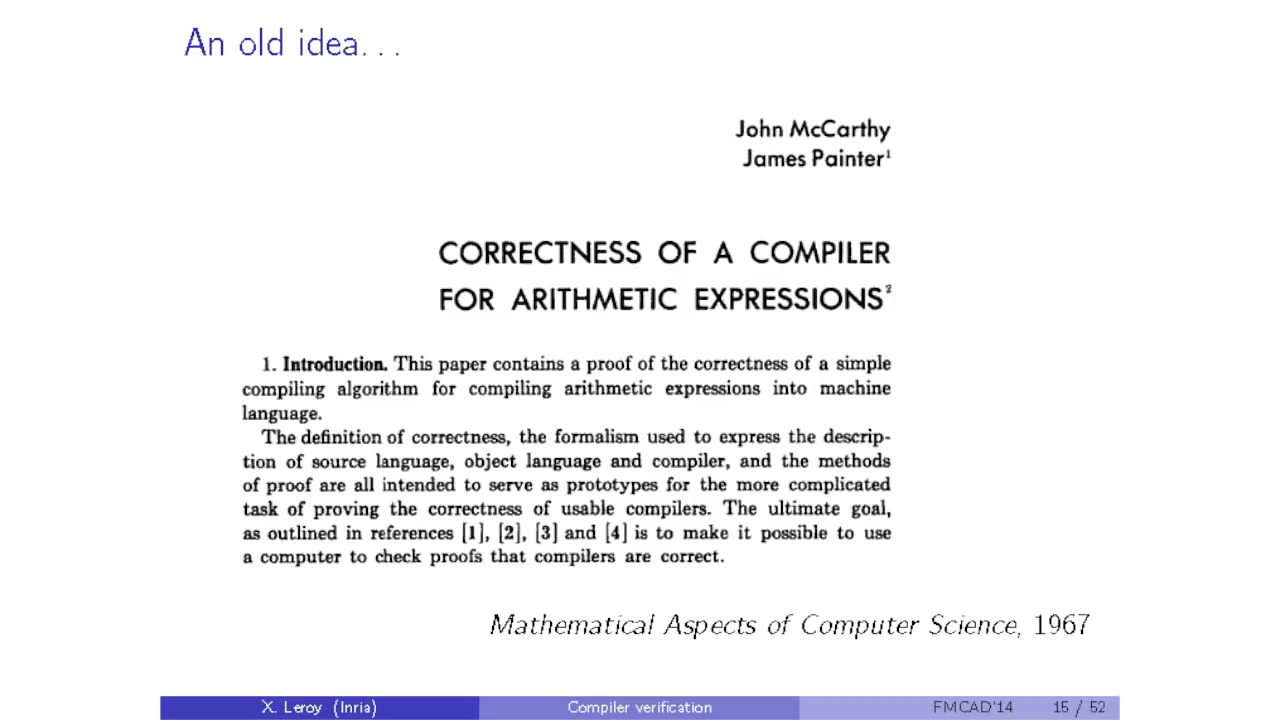 An old idea...
John McCarthy
James Painter¹
CORRECTNESS OF A COMPILER
FOR ARITHMETIC EXPRESSIONS²
1. Introduction. This paper contains a proof of the correctness of a simple
compiling algorithm for compiling arithmetic expressions into machine
language.
The definition of correctness, the formalism used to express the descrip-
tion of source language, object language and compiler, and the methods
of proof are all intended to serve as prototypes for the more complicated
task of proving the correctness of usable compilers. The ultimate goal,
as outlined in references [1], [2], [3] and [4] is to make it possible to use
a computer to check proofs that compilers are correct.
Mathematical Aspects of Computer Science, 1967
X. Leroy (Inria) Compiler verification FMCAD'14 15 / 52